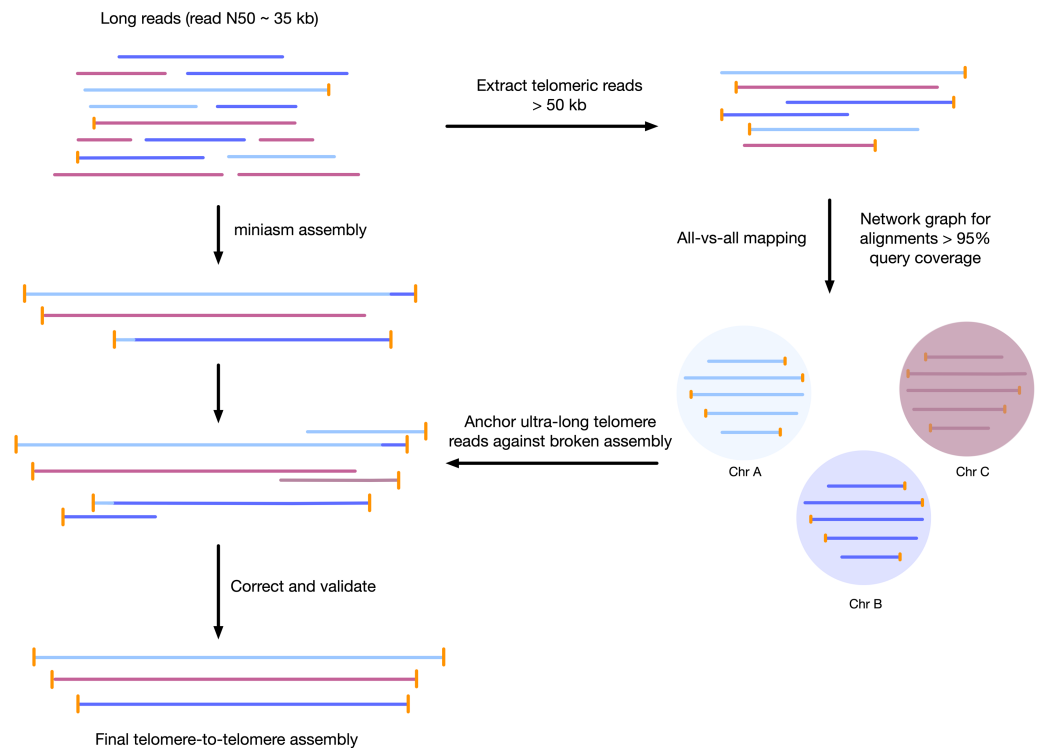 Long reads (read N50 ~ 35 kb)
Extract telomeric reads
> 50 kb
miniasm assembly
All-vs-all mapping
Network graph for
alignments > 95%
query coverage
Anchor ultra-long telomere
reads against broken assembly
Chr A
Chr C
Chr B
Correct and validate
Final telomere-to-telomere assembly